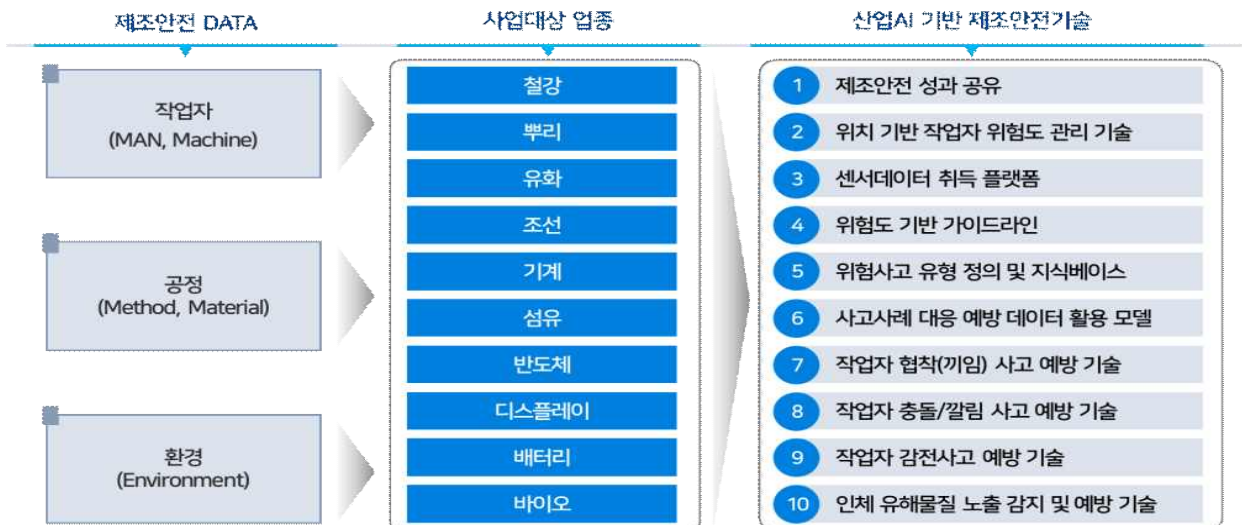 제조안전 DATA
사업대상 업종
산업AI 기반 제조안전기술
작업자
(MAN, Machine)
공정
(Method, Material)
환경
(Environment)
철강
뿌리
유화
조선
기계
섬유
반도체
디스플레이
배터리
바이오
1 제조안전 성과 공유
2 위치 기반 작업자 위험도 관리 기술
3 센서데이터 취득 플랫폼
4 위험도 기반 가이드라인
5 위험사고 유형 정의 및 지식베이스
6 사고사례 대응 예방 데이터 활용 모델
7 작업자 협착(끼임) 사고 예방 기술
8 작업자 충돌/깔림 사고 예방 기술
9 작업자 감전사고 예방 기술
10 인체 유해물질 노출 감지 및 예방 기술